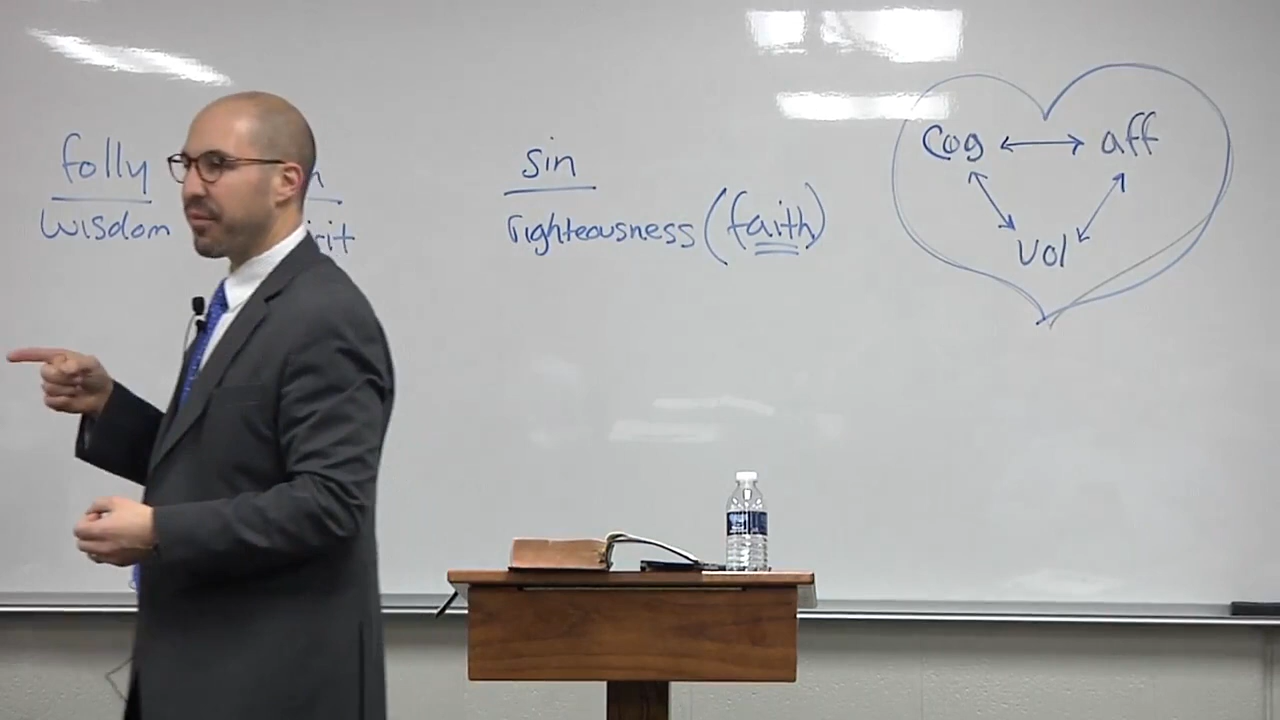 folly
wisdom
sin
righteousness (faith)
cog
aff
vol